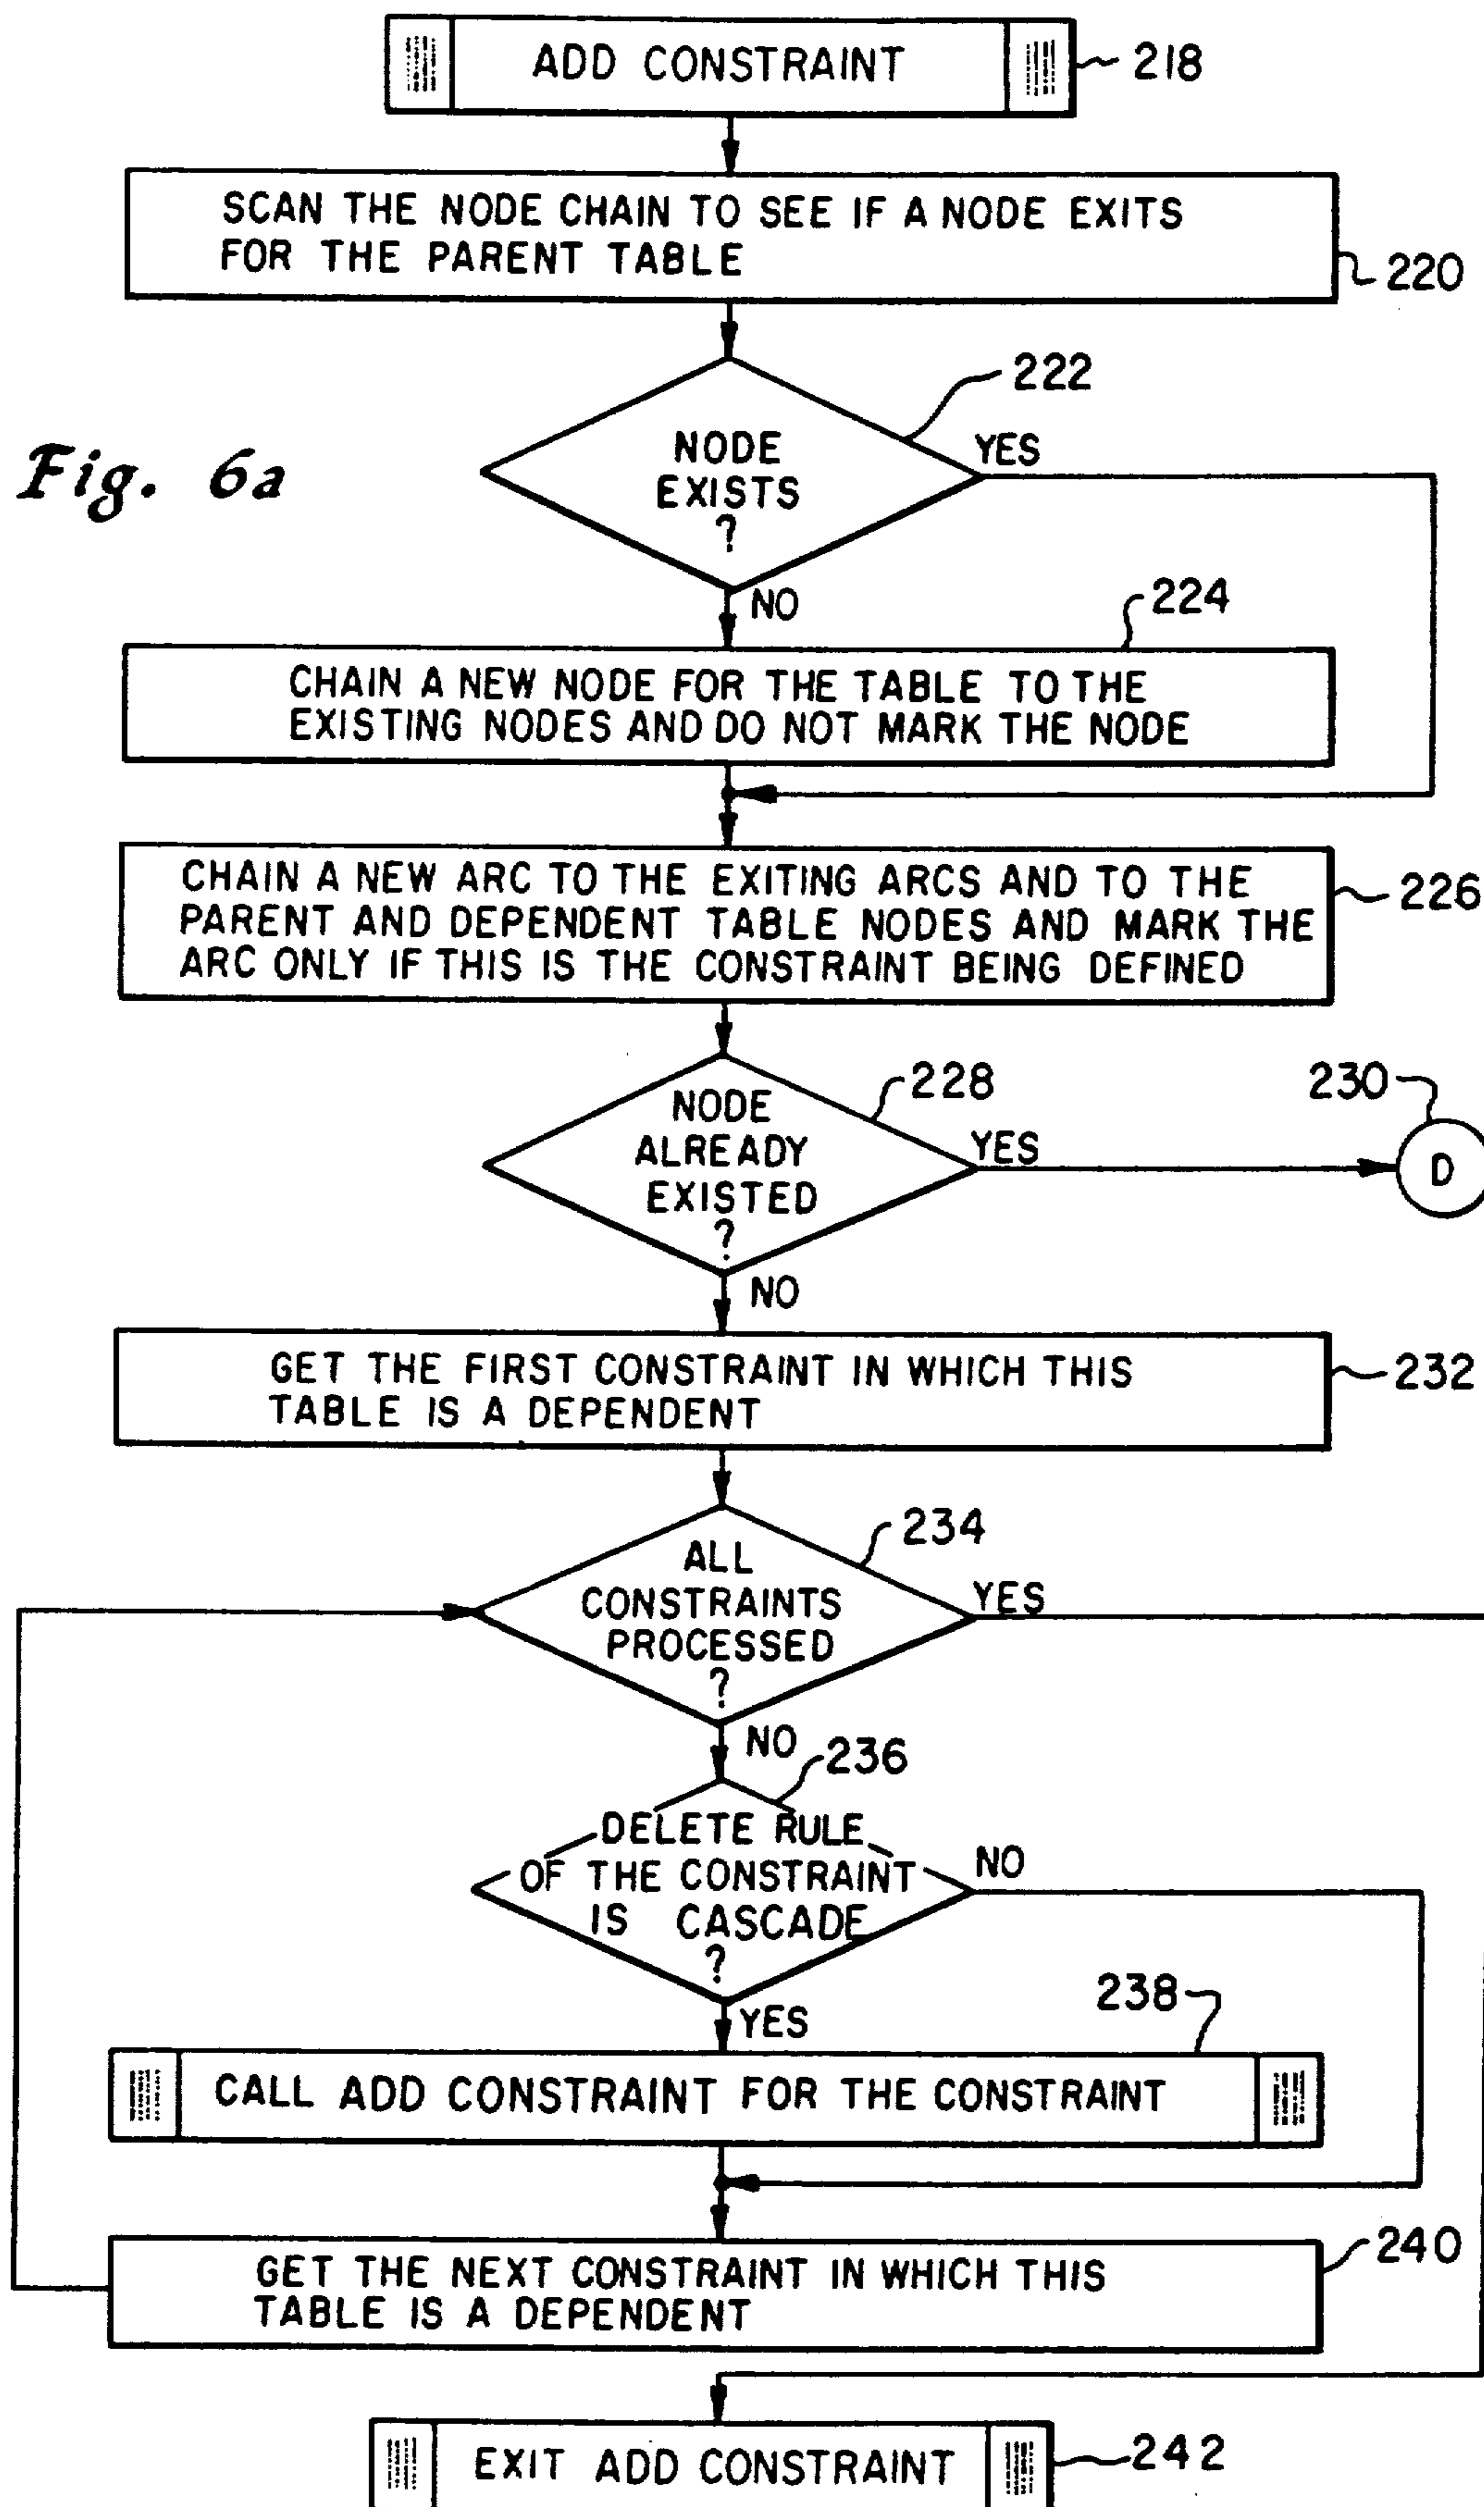 ADD CONSTRAINT
218
SCAN THE NODE CHAIN TO SEE IF A NODE EXITS
FOR THE PARENT TABLE
220
222
NODE
EXISTS
?
YES
Fig. 6a
NO
224
CHAIN A NEW NODE FOR THE TABLE TO THE
EXISTING NODES AND DO NOT MARK THE NODE
CHAIN A NEW ARC TO THE EXITING ARCS AND TO THE
PARENT AND DEPENDENT TABLE NODES AND MARK THE
ARC ONLY IF THIS IS THE CONSTRAINT BEING DEFINED
226
228
NODE
ALREADY
EXISTED
?
YES
230
D
NO
GET THE FIRST CONSTRAINT IN WHICH THIS
TABLE IS A DEPENDENT
232
234
ALL
CONSTRAINTS
PROCESSED
?
YES
NO
236
DELETE RULE
OF THE CONSTRAINT
IS CASCADE
?
NO
YES
238
CALL ADD CONSTRAINT FOR THE CONSTRAINT
240
GET THE NEXT CONSTRAINT IN WHICH THIS
TABLE IS A DEPENDENT
EXIT ADD CONSTRAINT
242